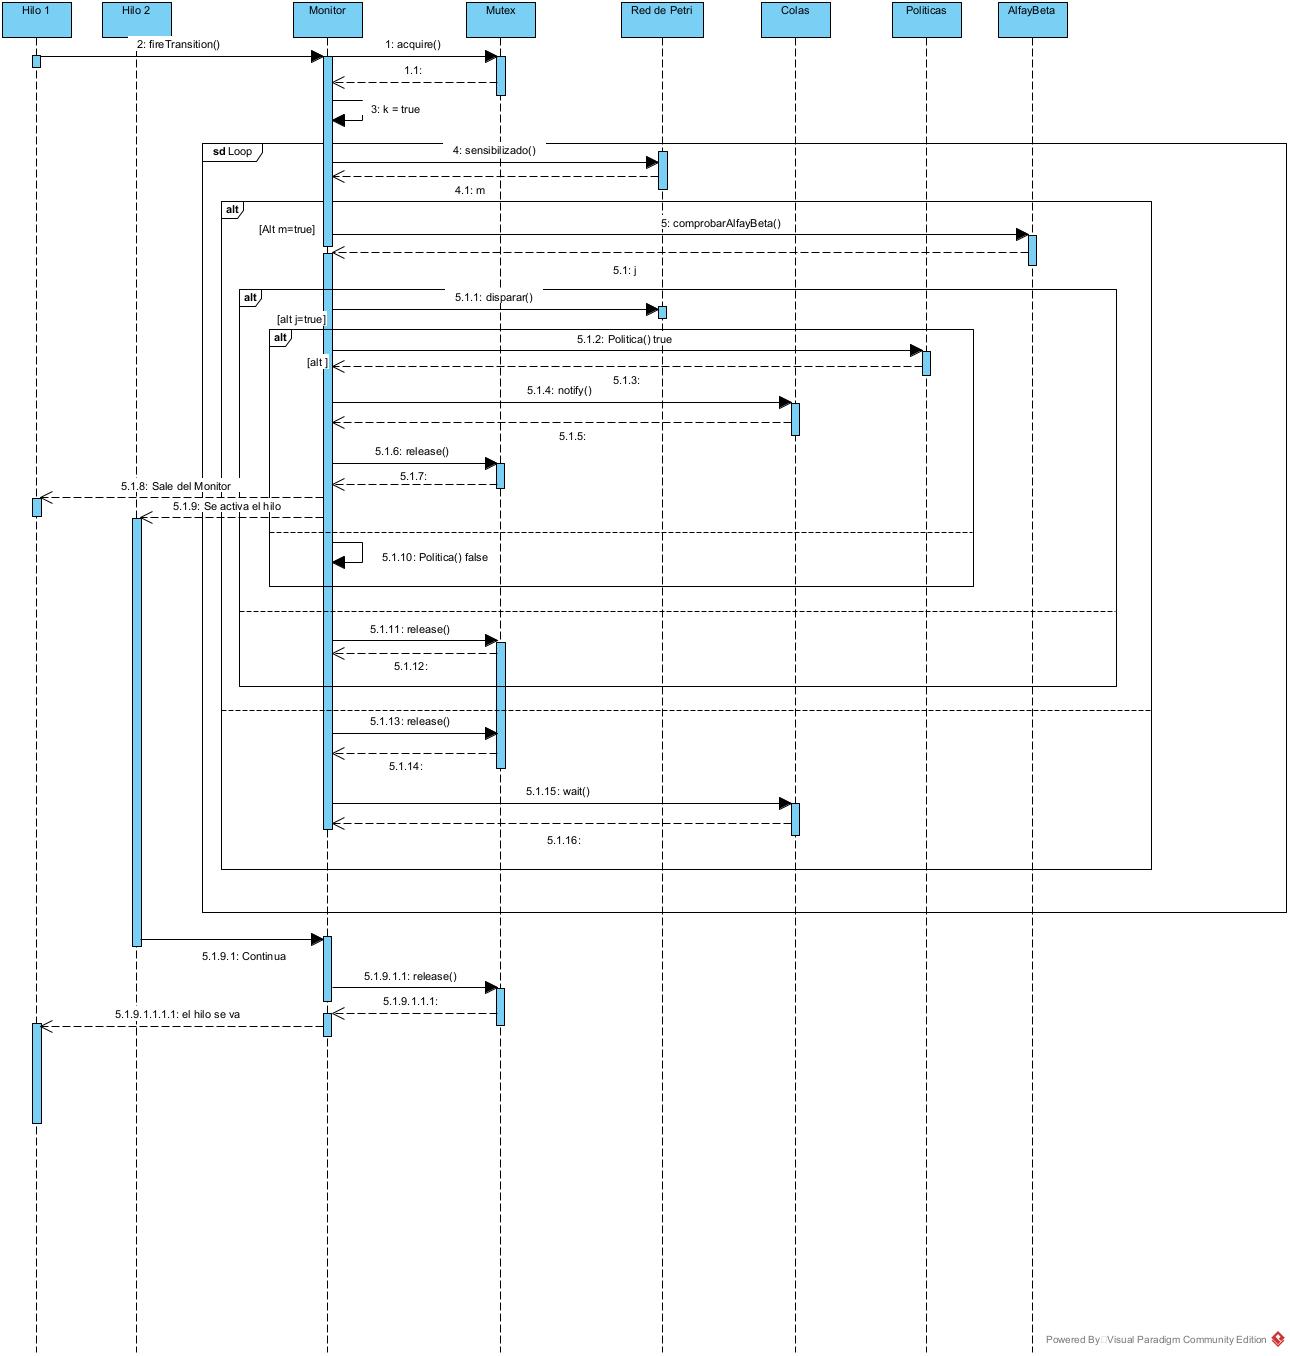 Hilo 1
Hilo 2
Monitor
Mutex
Red de Petri
Colas
Politicas
AlfayBeta
2: fireTransition()
1: acquire()
1.1:
3: k = true
sd Loop
4: sensibilizado()
4.1: m
alt
[Alt m=true]
5: comprobarAlfayBeta()
5.1: j
alt
5.1.1: disparar()
[alt j=true]
alt
5.1.2: Politica() true
[alt ]
5.1.3:
5.1.4: notify()
5.1.5:
5.1.6: release()
5.1.7:
5.1.8: Sale del Monitor
5.1.9: Se activa el hilo
5.1.10: Politica() false
5.1.11: release()
5.1.12:
5.1.13: release()
5.1.14:
5.1.15: wait()
5.1.16:
5.1.9.1: Continua
5.1.9.1.1: release()
5.1.9.1.1.1:
5.1.9.1.1.1.1: el hilo se va
Powered By Visual Paradigm Community Edition